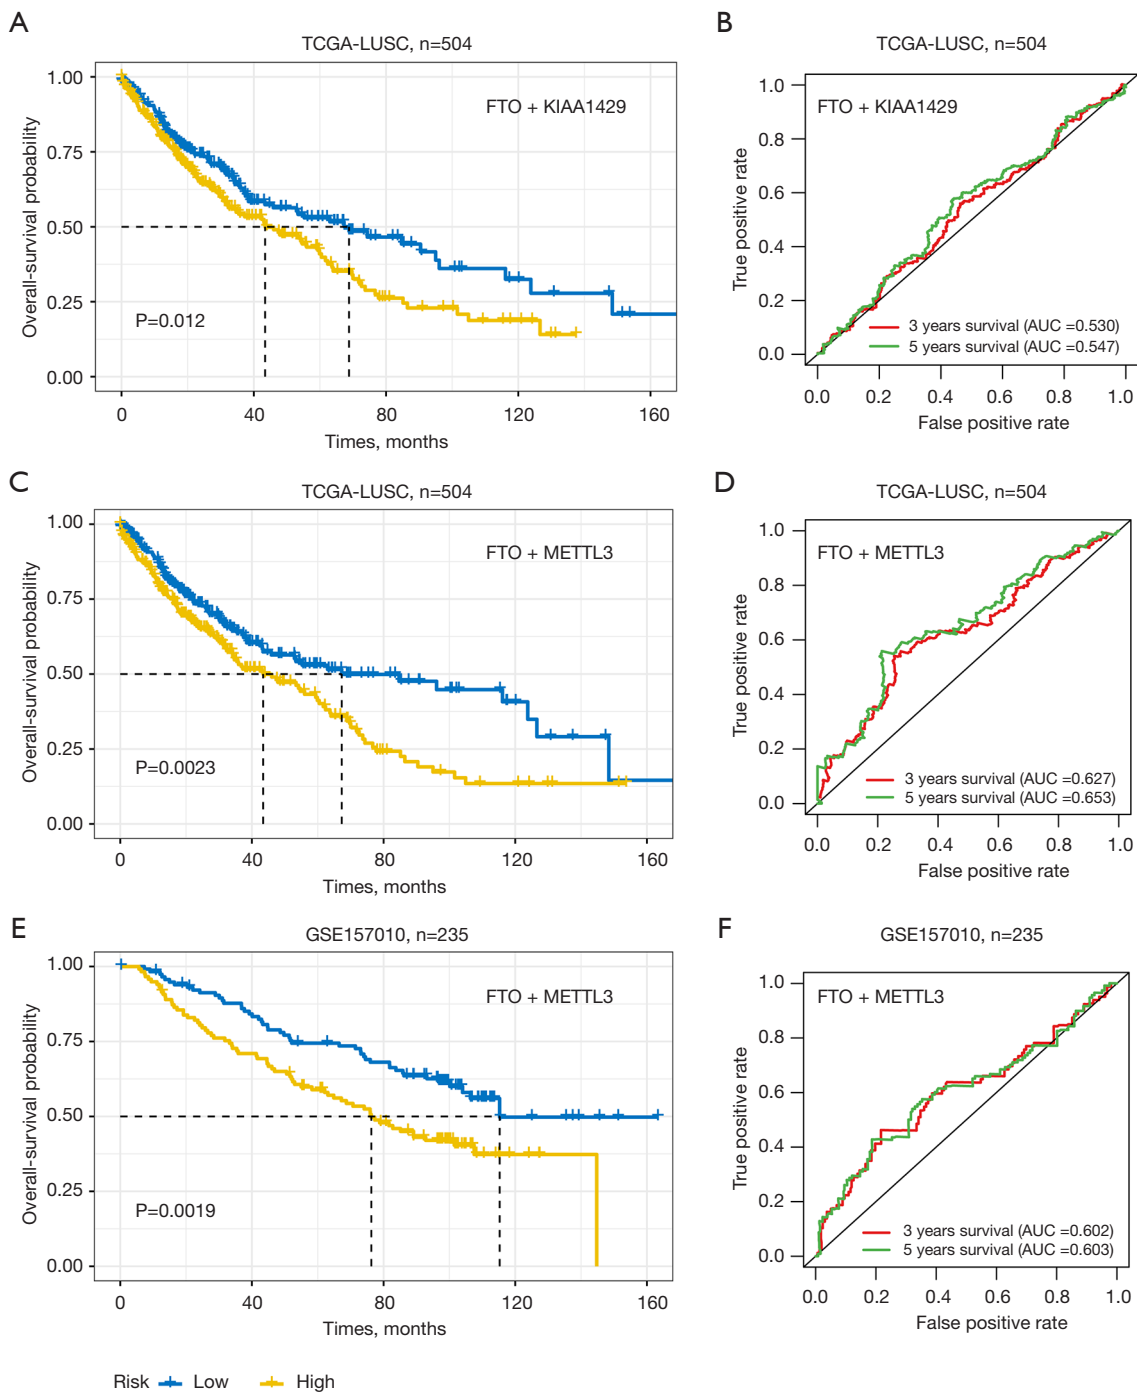 A
TCGA-LUSC, n=504
Overall-survival probability
1.00
0.75
0.50
0.25
0.00
FTO + KIAA1429
P=0.012
0 40 80 120 160
Times, months
B
TCGA-LUSC, n=504
True positive rate
1.0
0.8
0.6
0.4
0.2
0.0
FTO + KIAA1429
3 years survival (AUC =0.530)
5 years survival (AUC =0.547)
0.0 0.2 0.4 0.6 0.8 1.0
False positive rate
C
TCGA-LUSC, n=504
Overall-survival probability
1.00
0.75
0.50
0.25
0.00
FTO + METTL3
P=0.0023
0 40 80 120 160
Times, months
D
TCGA-LUSC, n=504
True positive rate
1.0
0.8
0.6
0.4
0.2
0.0
FTO + METTL3
3 years survival (AUC =0.627)
5 years survival (AUC =0.653)
0.0 0.2 0.4 0.6 0.8 1.0
False positive rate
E
GSE157010, n=235
Overall-survival probability
1.00
0.75
0.50
0.25
0.00
FTO + METTL3
P=0.0019
0 40 80 120 160
Times, months
F
GSE157010, n=235
True positive rate
1.0
0.8
0.6
0.4
0.2
0.0
FTO + METTL3
3 years survival (AUC =0.602)
5 years survival (AUC =0.603)
0.0 0.2 0.4 0.6 0.8 1.0
False positive rate
Risk Low High